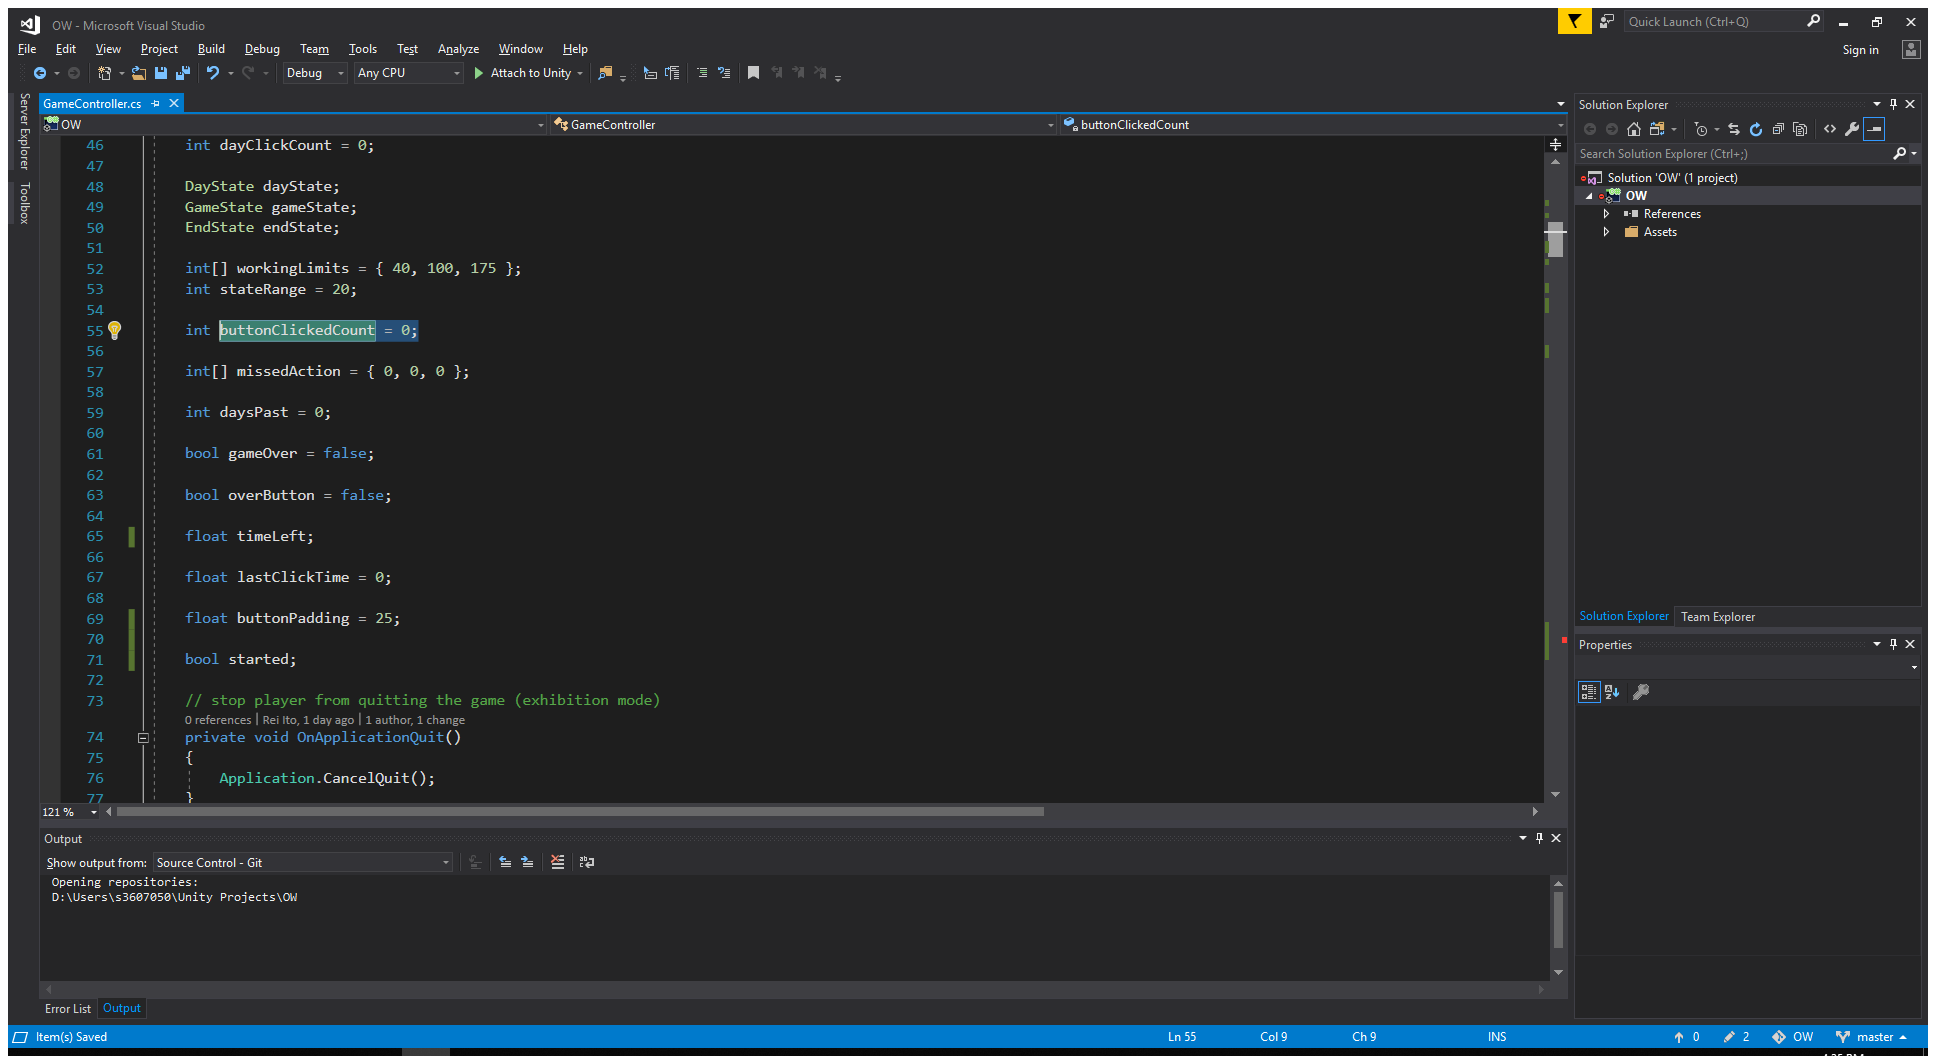 OW - Microsoft Visual Studio
Quick Launch (Ctrl+Q)
File Edit View Project Build Debug Team Tools Test Analyze Window Help
Sign in
Debug Any CPU Attach to Unity
Server Explorer
Toolbox
GameController.cs
OW GameController buttonClickedCount
46 int dayClickCount = 0;
47
48 DayState dayState;
49 GameState gameState;
50 EndState endState;
51
52 int[] workingLimits = { 40, 100, 175 };
53 int stateRange = 20;
54
55 int buttonClickedCount = 0;
56
57 int[] missedAction = { 0, 0, 0 };
58
59 int daysPast = 0;
60
61 bool gameOver = false;
62
63 bool overButton = false;
64
65 float timeLeft;
66
67 float lastClickTime = 0;
68
69 float buttonPadding = 25;
70
71 bool started;
72
73 // stop player from quitting the game (exhibition mode)
0 references | Rei Ito, 1 day ago | 1 author, 1 change
74 private void OnApplicationQuit()
75 {
76 Application.CancelQuit();
77 }
121 %
Output
Show output from: Source Control - Git
Opening repositories:
D:\Users\s3607050\Unity Projects\OW
Error List Output
Solution Explorer
Search Solution Explorer (Ctrl+;)
Solution 'OW' (1 project)
OW
References
Assets
Solution Explorer Team Explorer
Properties
Item(s) Saved Ln 55 Col 9 Ch 9 INS 0 2 OW master